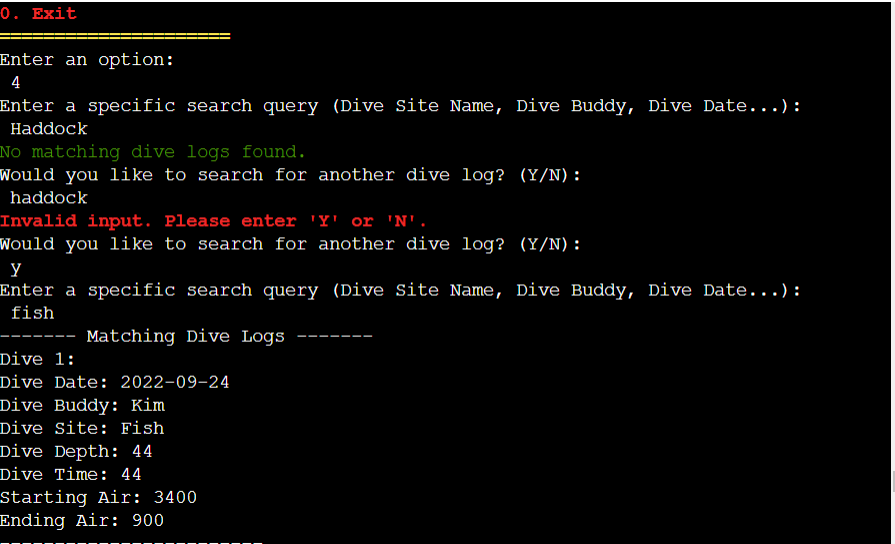 0. Exit
=====================
Enter an option:
4
Enter a specific search query (Dive Site Name, Dive Buddy, Dive Date...):
Haddock
No matching dive logs found.
Would you like to search for another dive log? (Y/N):
haddock
Invalid input. Please enter 'Y' or 'N'.
Would you like to search for another dive log? (Y/N):
y
Enter a specific search query (Dive Site Name, Dive Buddy, Dive Date...):
fish
------- Matching Dive Logs -------
Dive 1:
Dive Date: 2022-09-24
Dive Buddy: Kim
Dive Site: Fish
Dive Depth: 44
Dive Time: 44
Starting Air: 3400
Ending Air: 900
------------------------